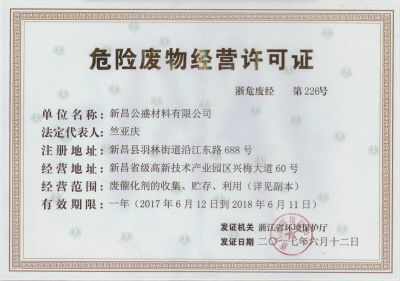 危险废物经营许可证
浙危废经 第226号
单位名称：新昌公盛材料有限公司
法定代表人：竺亚庆
注册地址：新昌县羽林街道沿江东路688号
经营地址：新昌省级高新技术产业园区兴梅大道60号
经营范围：废催化剂的收集、贮存、利用（详见副本）
有效期限：一年（2017年6月12日到2018年6月11日）
发证机关 浙江省环境保护厅
发证日期 二〇一七年六月十二日